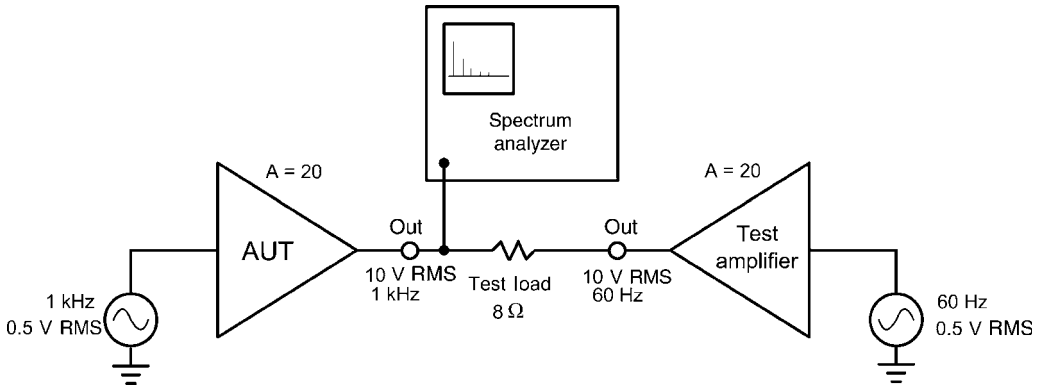 Spectrum
analyzer
A = 20
A = 20
Out
Out
AUT
Test
amplifier
10 V RMS
1 kHz
Test load
8 Ω
10 V RMS
60 Hz
1 kHz
0.5 V RMS
60 Hz
0.5 V RMS